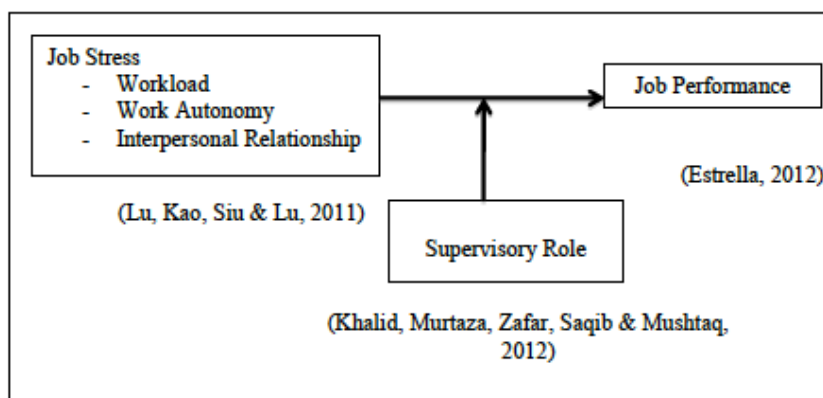 Job Stress
- Workload
- Work Autonomy
- Interpersonal Relationship
Job Performance
(Estrella, 2012)
(Lu, Kao, Siu & Lu, 2011)
Supervisory Role
(Khalid, Murtaza, Zafar, Saqib & Mushtaq,
2012)